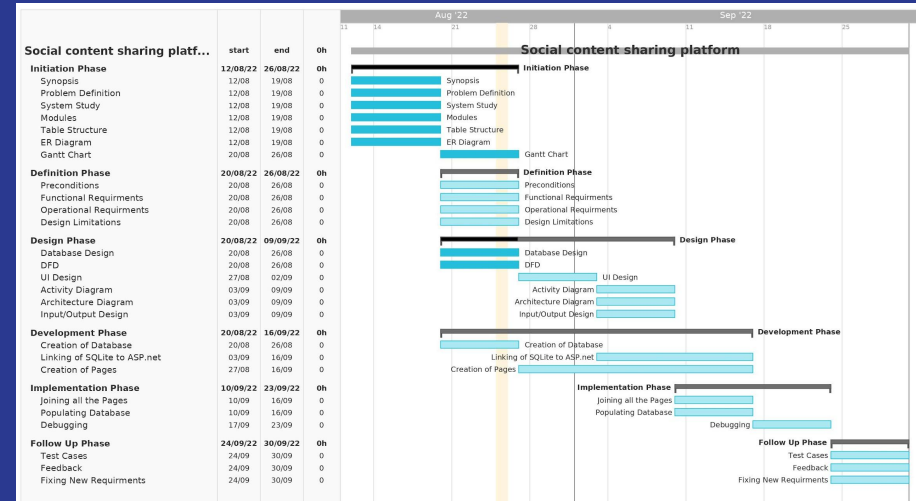 Aug '22 Sep '22
11 14 21 28 4 11 18 25
Social content sharing platf... start end 0h Social content sharing platform
Initiation Phase 12/08/22 26/08/22 0h Initiation Phase
Synopsis 12/08 19/08 0 Synopsis
Problem Definition 12/08 19/08 0 Problem Definition
System Study 12/08 19/08 0 System Study
Modules 12/08 19/08 0 Modules
Table Structure 12/08 19/08 0 Table Structure
ER Diagram 12/08 19/08 0 ER Diagram
Gantt Chart 20/08 26/08 0 Gantt Chart
Definition Phase 20/08/22 26/08/22 0h Definition Phase
Preconditions 20/08 26/08 0 Preconditions
Functional Requirments 20/08 26/08 0 Functional Requirments
Operational Requirments 20/08 26/08 0 Operational Requirments
Design Limitations 20/08 26/08 0 Design Limitations
Design Phase 20/08/22 09/09/22 0h Design Phase
Database Design 20/08 26/08 0 Database Design
DFD 20/08 26/08 0 DFD
UI Design 27/08 02/09 0 UI Design
Activity Diagram 03/09 09/09 0 Activity Diagram
Architecture Diagram 03/09 09/09 0 Architecture Diagram
Input/Output Design 03/09 09/09 0 Input/Output Design
Development Phase 20/08/22 16/09/22 0h Development Phase
Creation of Database 20/08 26/08 0 Creation of Database
Linking of SQLite to ASP.net 03/09 16/09 0 Linking of SQLite to ASP.net
Creation of Pages 27/08 16/09 0 Creation of Pages
Implementation Phase 10/09/22 23/09/22 0h Implementation Phase
Joining all the Pages 10/09 16/09 0 Joining all the Pages
Populating Database 10/09 16/09 0 Populating Database
Debugging 17/09 23/09 0 Debugging
Follow Up Phase 24/09/22 30/09/22 0h Follow Up Phase
Test Cases 24/09 30/09 0 Test Cases
Feedback 24/09 30/09 0 Feedback
Fixing New Requirments 24/09 30/09 0 Fixing New Requirments